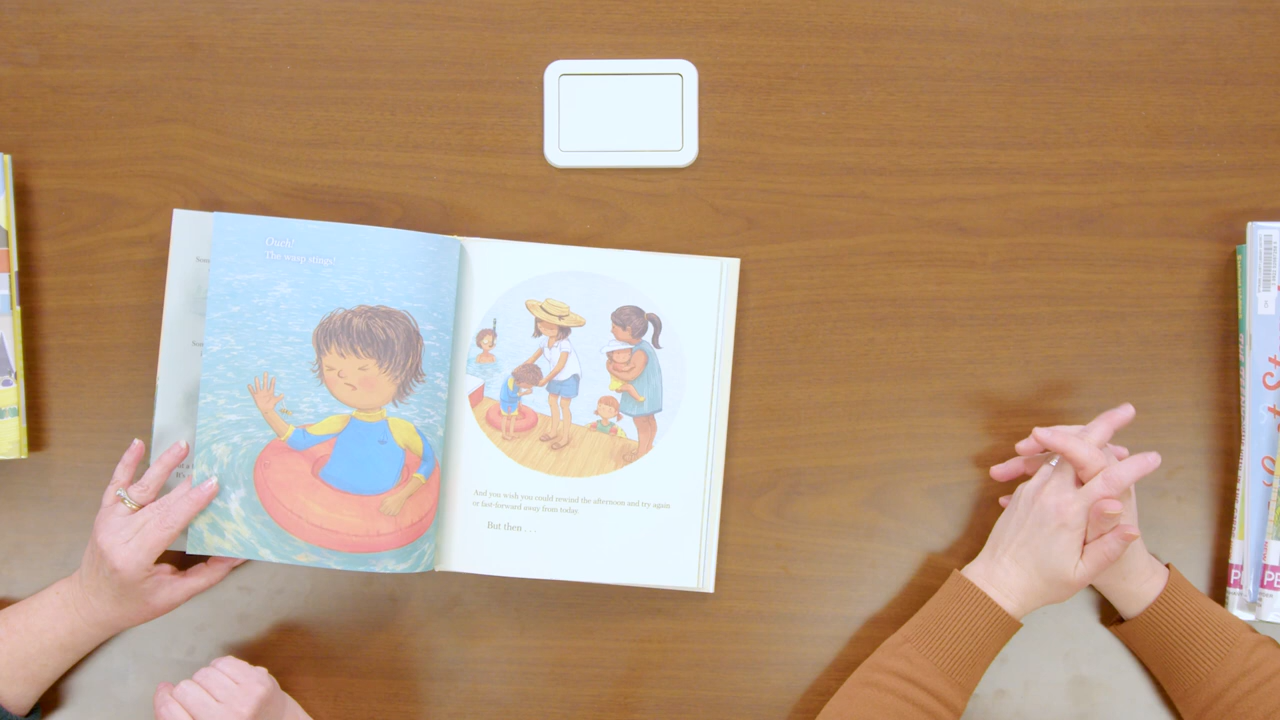 Ouch!
The wasp stings!
And you wish you could rewind the afternoon and try again
or fast-forward away from today.
But then . . .